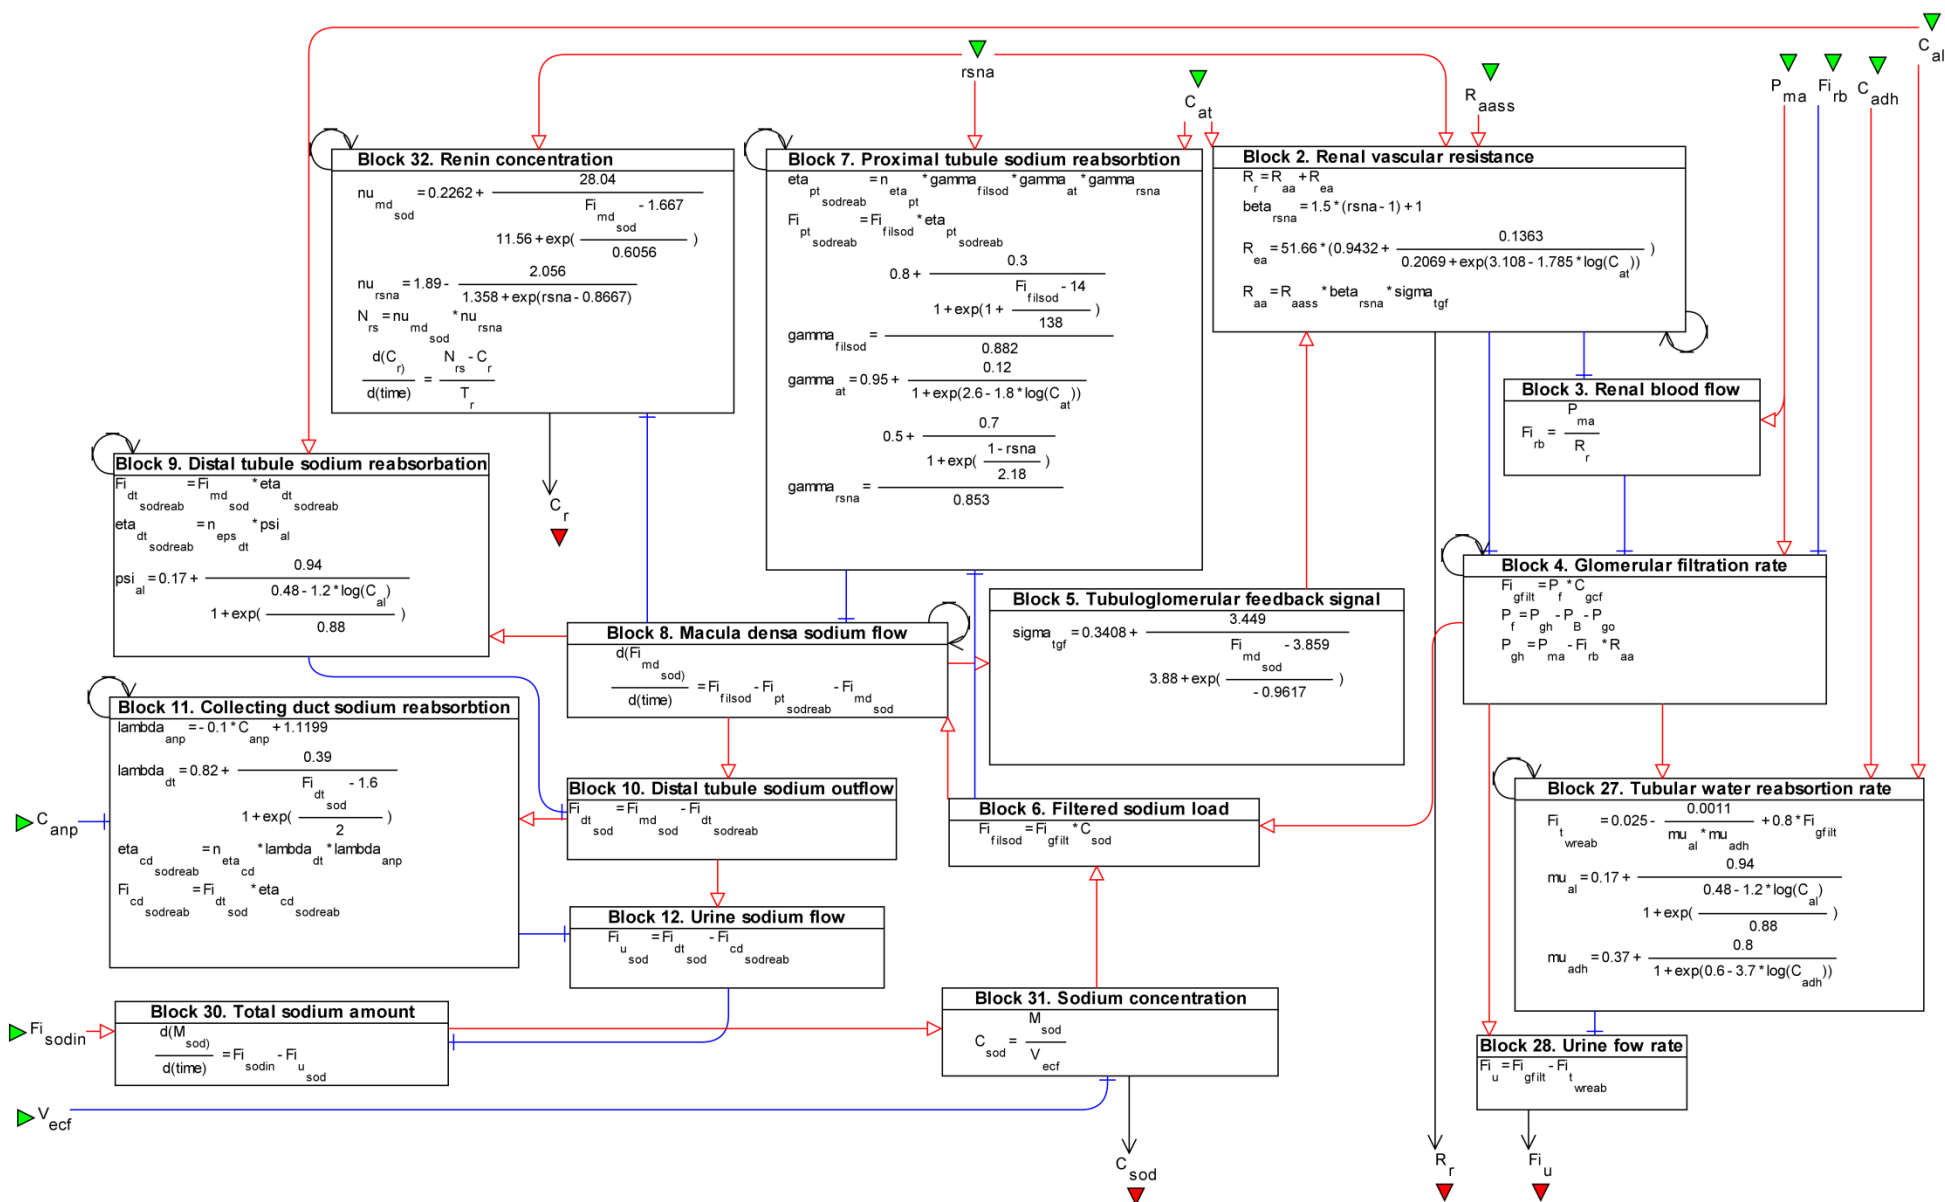 C al
rsna
C at
R aass
P ma
Fi rb
C adh
Block 32. Renin concentration
nu md sod = 0.2262 + 28.04 / 11.56 + exp( Fi md sod - 1.667 / 0.6056 )
nu rsna = 1.89 - 2.056 / 1.358 + exp(rsna - 0.8667)
N rs = nu md sod * nu rsna
d(C r) / d(time) = N rs - C r / T r
C r
Block 7. Proximal tubule sodium reabsorbtion
eta pt sodreab = n eta pt * gamma filsod * gamma at * gamma rsna
Fi pt sodreab = Fi filsod * eta pt sodreab
gamma filsod = 0.8 + 0.3 / 1 + exp(1 + Fi filsod - 14 / 138 ) / 0.882
gamma at = 0.95 + 0.12 / 1 + exp(2.6 - 1.8 * log(C at))
gamma rsna = 0.5 + 0.7 / 1 + exp( 1 - rsna / 2.18 ) / 0.853
Block 2. Renal vascular resistance
R r = R aa + R ea
beta rsna = 1.5 * (rsna - 1) + 1
R ea = 51.66 * (0.9432 + 0.1363 / 0.2069 + exp(3.108 - 1.785 * log(C at)) )
R aa = R aass * beta rsna * sigma tgf
Block 3. Renal blood flow
Fi rb = P ma / R r
Block 9. Distal tubule sodium reabsorbation
Fi dt sodreab = Fi md sod * eta dt sodreab
eta dt sodreab = n eps dt * psi al
psi al = 0.17 + 0.94 / 1 + exp( 0.48 - 1.2 * log(C al) / 0.88 )
Block 4. Glomerular filtration rate
Fi gfilt = P f * C gcf
P f = P gh - P B - P go
P gh = P ma - Fi rb * R aa
Block 5. Tubuloglomerular feedback signal
sigma tgf = 0.3408 + 3.449 / 3.88 + exp( Fi md sod - 3.859 / - 0.9617 )
Block 8. Macula densa sodium flow
d(Fi md sod) / d(time) = Fi filsod - Fi pt sodreab - Fi md sod
Block 11. Collecting duct sodium reabsorbtion
lambda anp = - 0.1 * C anp + 1.1199
lambda dt = 0.82 + 0.39 / 1 + exp( Fi dt sod - 1.6 / 2 )
eta cd sodreab = n eta cd * lambda dt * lambda anp
Fi cd sodreab = Fi dt sod * eta cd sodreab
C anp
Block 10. Distal tubule sodium outflow
Fi dt sod = Fi md sod - Fi dt sodreab
Block 6. Filtered sodium load
Fi filsod = Fi gfilt * C sod
Block 27. Tubular water reabsortion rate
Fi t wreab = 0.025 - 0.0011 / mu al * mu adh + 0.8 * Fi gfilt
mu al = 0.17 + 0.94 / 1 + exp( 0.48 - 1.2 * log(C al) / 0.88 )
mu adh = 0.37 + 0.8 / 1 + exp(0.6 - 3.7 * log(C adh))
Block 12. Urine sodium flow
Fi u sod = Fi dt sod - Fi cd sodreab
Block 30. Total sodium amount
d(M sod) / d(time) = Fi sodin - Fi u sod
Fi sodin
Block 31. Sodium concentration
C sod = M sod / V ecf
Block 28. Urine fow rate
Fi u = Fi gfilt - Fi t wreab
V ecf
C sod
R r
Fi u